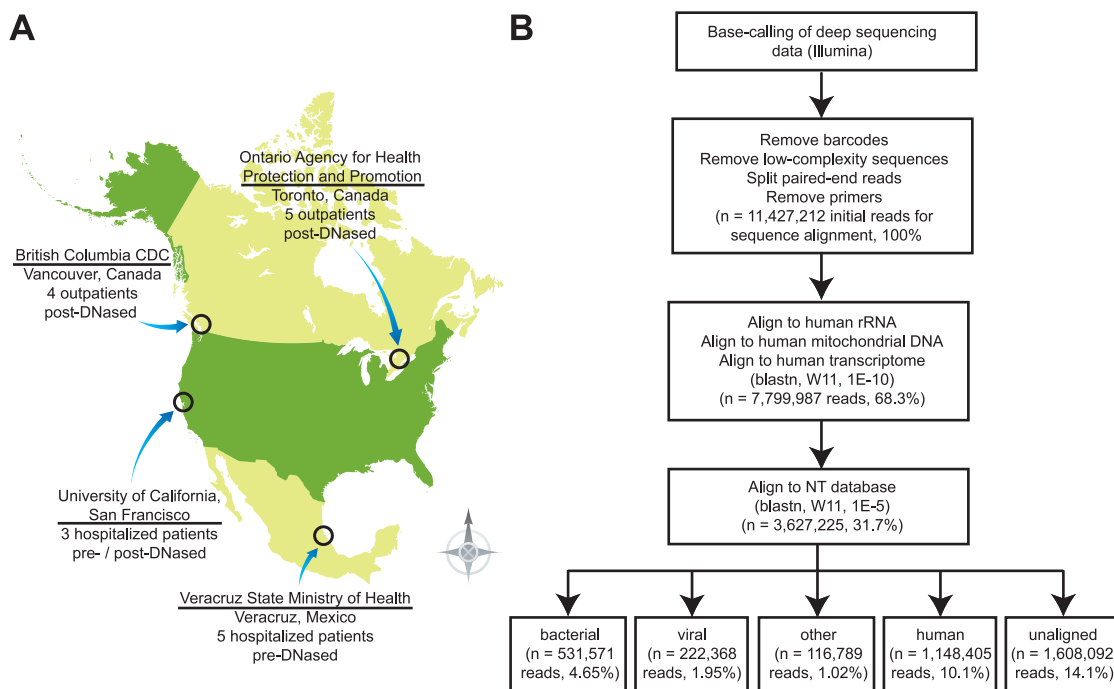 A
Ontario Agency for Health
Protection and Promotion
Toronto, Canada
5 outpatients
post-DNased
British Columbia CDC
Vancouver, Canada
4 outpatients
post-DNased
University of California,
San Francisco
3 hospitalized patients
pre- / post-DNased
Veracruz State Ministry of Health
Veracruz, Mexico
5 hospitalized patients
pre-DNased
B
Base-calling of deep sequencing
data (Illumina)
Remove barcodes
Remove low-complexity sequences
Split paired-end reads
Remove primers
(n = 11,427,212 initial reads for
sequence alignment, 100%
Align to human rRNA
Align to human mitochondrial DNA
Align to human transcriptome
(blastn, W11, 1E-10)
(n = 7,799,987 reads, 68.3%)
Align to NT database
(blastn, W11, 1E-5)
(n = 3,627,225, 31.7%)
bacterial
(n = 531,571
reads, 4.65%)
viral
(n = 222,368
reads, 1.95%)
other
(n = 116,789
reads, 1.02%)
human
(n = 1,148,405
reads, 10.1%)
unaligned
(n = 1,608,092
reads, 14.1%)